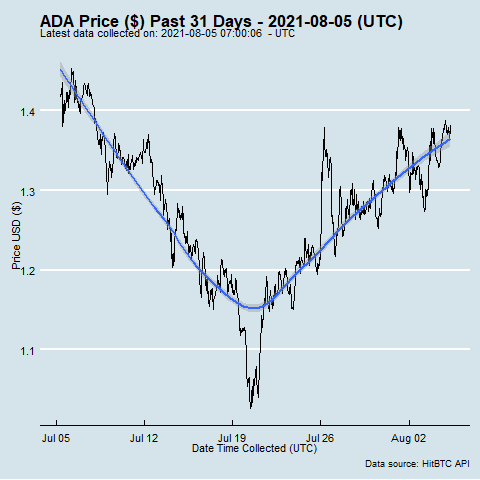 ADA Price ($) Past 31 Days - 2021-08-05 (UTC)
Latest data collected on: 2021-08-05 07:00:06 - UTC
1.4
1.3
1.2
1.1
Price USD ($)
Jul 05 Jul 12 Jul 19 Jul 26 Aug 02
Date Time Collected (UTC)
Data source: HitBTC API